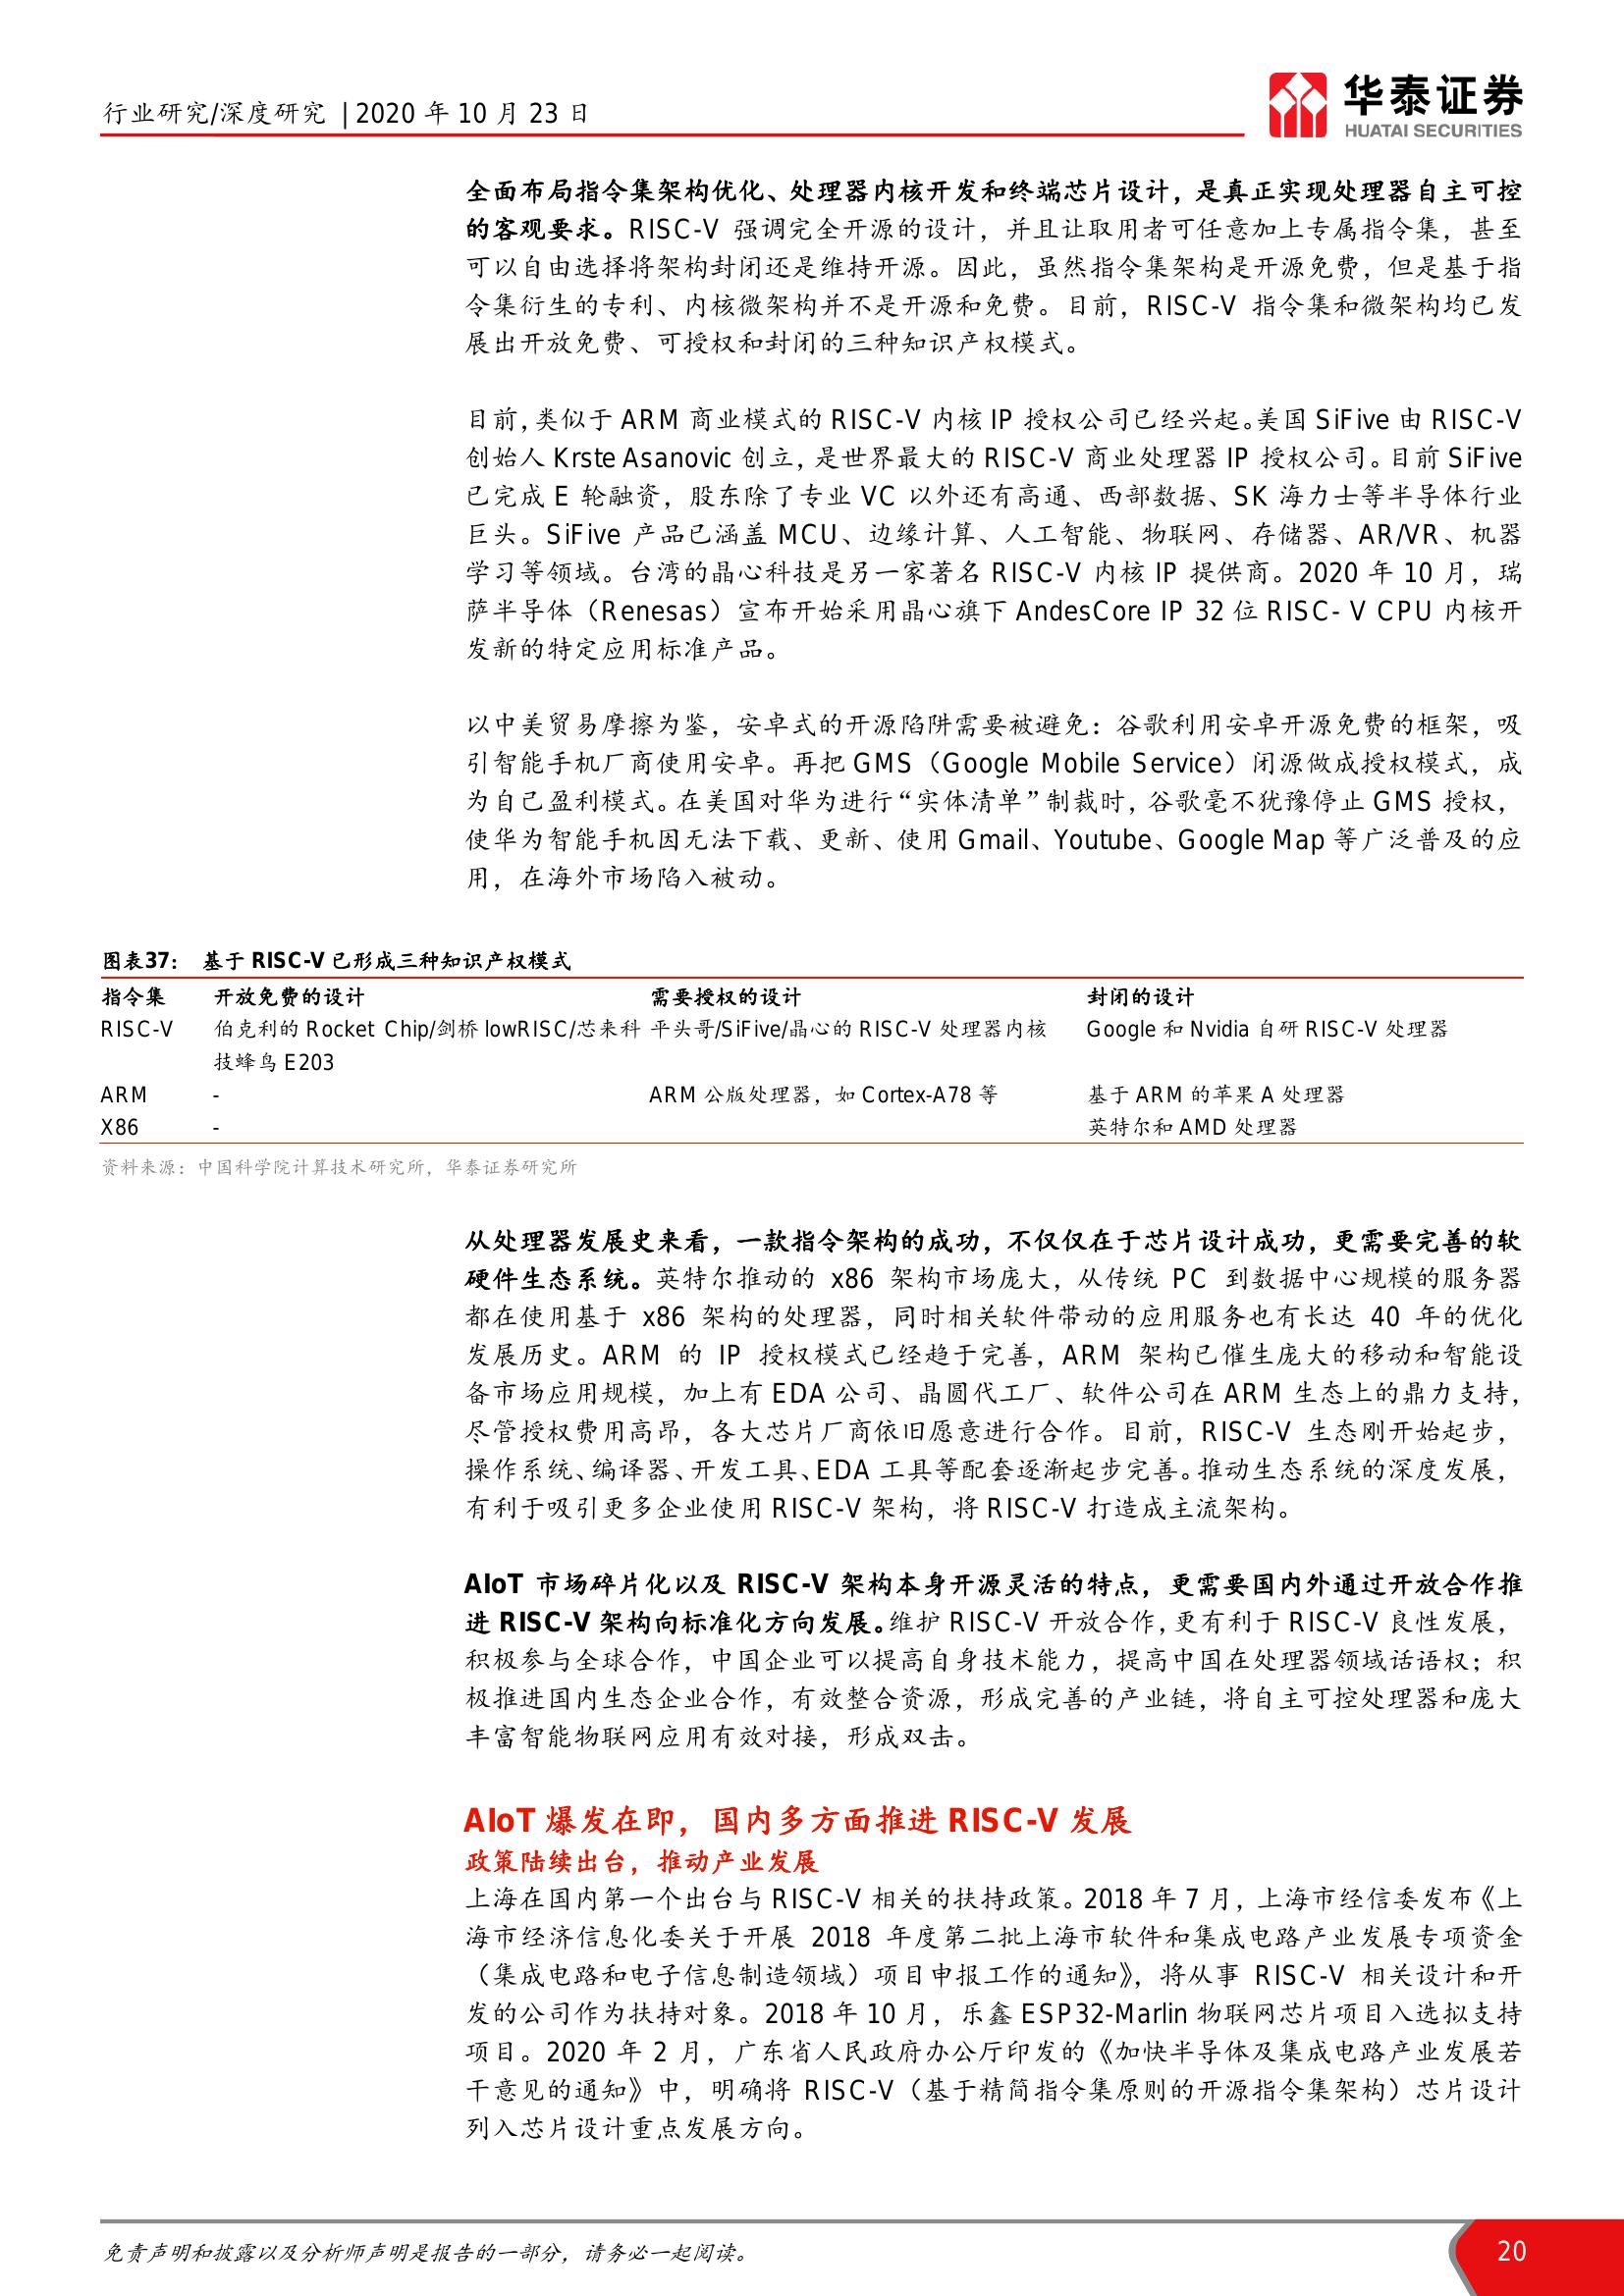 行业研究/深度研究 | 2020 年 10 月 23 日
华泰证券
HUATAI SECURITIES
全面布局指令集架构优化、处理器内核开发和终端芯片设计，是真正实现处理器自主可控
的客观要求。RISC-V 强调完全开源的设计，并且让取用者可任意加上专属指令集，甚至
可以自由选择将架构封闭还是维持开源。因此，虽然指令集架构是开源免费，但是基于指
令集衍生的专利、内核微架构并不是开源和免费。目前，RISC-V 指令集和微架构均已发
展出开放免费、可授权和封闭的三种知识产权模式。
目前，类似于 ARM 商业模式的 RISC-V 内核 IP 授权公司已经兴起。美国 SiFive 由 RISC-V
创始人 Krste Asanovic 创立，是世界最大的 RISC-V 商业处理器 IP 授权公司。目前 SiFive
已完成 E 轮融资，股东除了专业 VC 以外还有高通、西部数据、SK 海力士等半导体行业
巨头。SiFive 产品已涵盖 MCU、边缘计算、人工智能、物联网、存储器、AR/VR、机器
学习等领域。台湾的晶心科技是另一家著名 RISC-V 内核 IP 提供商。2020 年 10 月，瑞
萨半导体（Renesas）宣布开始采用晶心旗下 AndesCore IP 32 位 RISC- V CPU 内核开
发新的特定应用标准产品。
以中美贸易摩擦为鉴，安卓式的开源陷阱需要被避免：谷歌利用安卓开源免费的框架，吸
引智能手机厂商使用安卓。再把 GMS（Google Mobile Service）闭源做成授权模式，成
为自己盈利模式。在美国对华为进行“实体清单”制裁时，谷歌毫不犹豫停止 GMS 授权，
使华为智能手机因无法下载、更新、使用 Gmail、Youtube、Google Map 等广泛普及的应
用，在海外市场陷入被动。
图表37： 基于 RISC-V 已形成三种知识产权模式
指令集 开放免费的设计 需要授权的设计 封闭的设计
RISC-V 伯克利的 Rocket Chip/剑桥 lowRISC/芯来科 平头哥/SiFive/晶心的 RISC-V 处理器内核 Google 和 Nvidia 自研 RISC-V 处理器
技蜂鸟 E203
ARM - ARM 公版处理器，如 Cortex-A78 等 基于 ARM 的苹果 A 处理器
X86 - 英特尔和 AMD 处理器
资料来源：中国科学院计算技术研究所，华泰证券研究所
从处理器发展史来看，一款指令架构的成功，不仅仅在于芯片设计成功，更需要完善的软
硬件生态系统。英特尔推动的 x86 架构市场庞大，从传统 PC 到数据中心规模的服务器
都在使用基于 x86 架构的处理器，同时相关软件带动的应用服务也有长达 40 年的优化
发展历史。ARM 的 IP 授权模式已经趋于完善，ARM 架构已催生庞大的移动和智能设
备市场应用规模，加上有 EDA 公司、晶圆代工厂、软件公司在 ARM 生态上的鼎力支持，
尽管授权费用高昂，各大芯片厂商依旧愿意进行合作。目前，RISC-V 生态刚开始起步，
操作系统、编译器、开发工具、EDA 工具等配套逐渐起步完善。推动生态系统的深度发展，
有利于吸引更多企业使用 RISC-V 架构，将 RISC-V 打造成主流架构。
AIoT 市场碎片化以及 RISC-V 架构本身开源灵活的特点，更需要国内外通过开放合作推
进 RISC-V 架构向标准化方向发展。维护 RISC-V 开放合作，更有利于 RISC-V 良性发展，
积极参与全球合作，中国企业可以提高自身技术能力，提高中国在处理器领域话语权；积
极推进国内生态企业合作，有效整合资源，形成完善的产业链，将自主可控处理器和庞大
丰富智能物联网应用有效对接，形成双击。
AIoT 爆发在即，国内多方面推进 RISC-V 发展
政策陆续出台，推动产业发展
上海在国内第一个出台与 RISC-V 相关的扶持政策。2018 年 7 月，上海市经信委发布《上
海市经济信息化委关于开展 2018 年度第二批上海市软件和集成电路产业发展专项资金
（集成电路和电子信息制造领域）项目申报工作的通知》，将从事 RISC-V 相关设计和开
发的公司作为扶持对象。2018 年 10 月，乐鑫 ESP32-Marlin 物联网芯片项目入选拟支持
项目。2020 年 2 月，广东省人民政府办公厅印发的《加快半导体及集成电路产业发展若
干意见的通知》中，明确将 RISC-V（基于精简指令集原则的开源指令集架构）芯片设计
列入芯片设计重点发展方向。
免责声明和披露以及分析师声明是报告的一部分，请务必一起阅读。
20